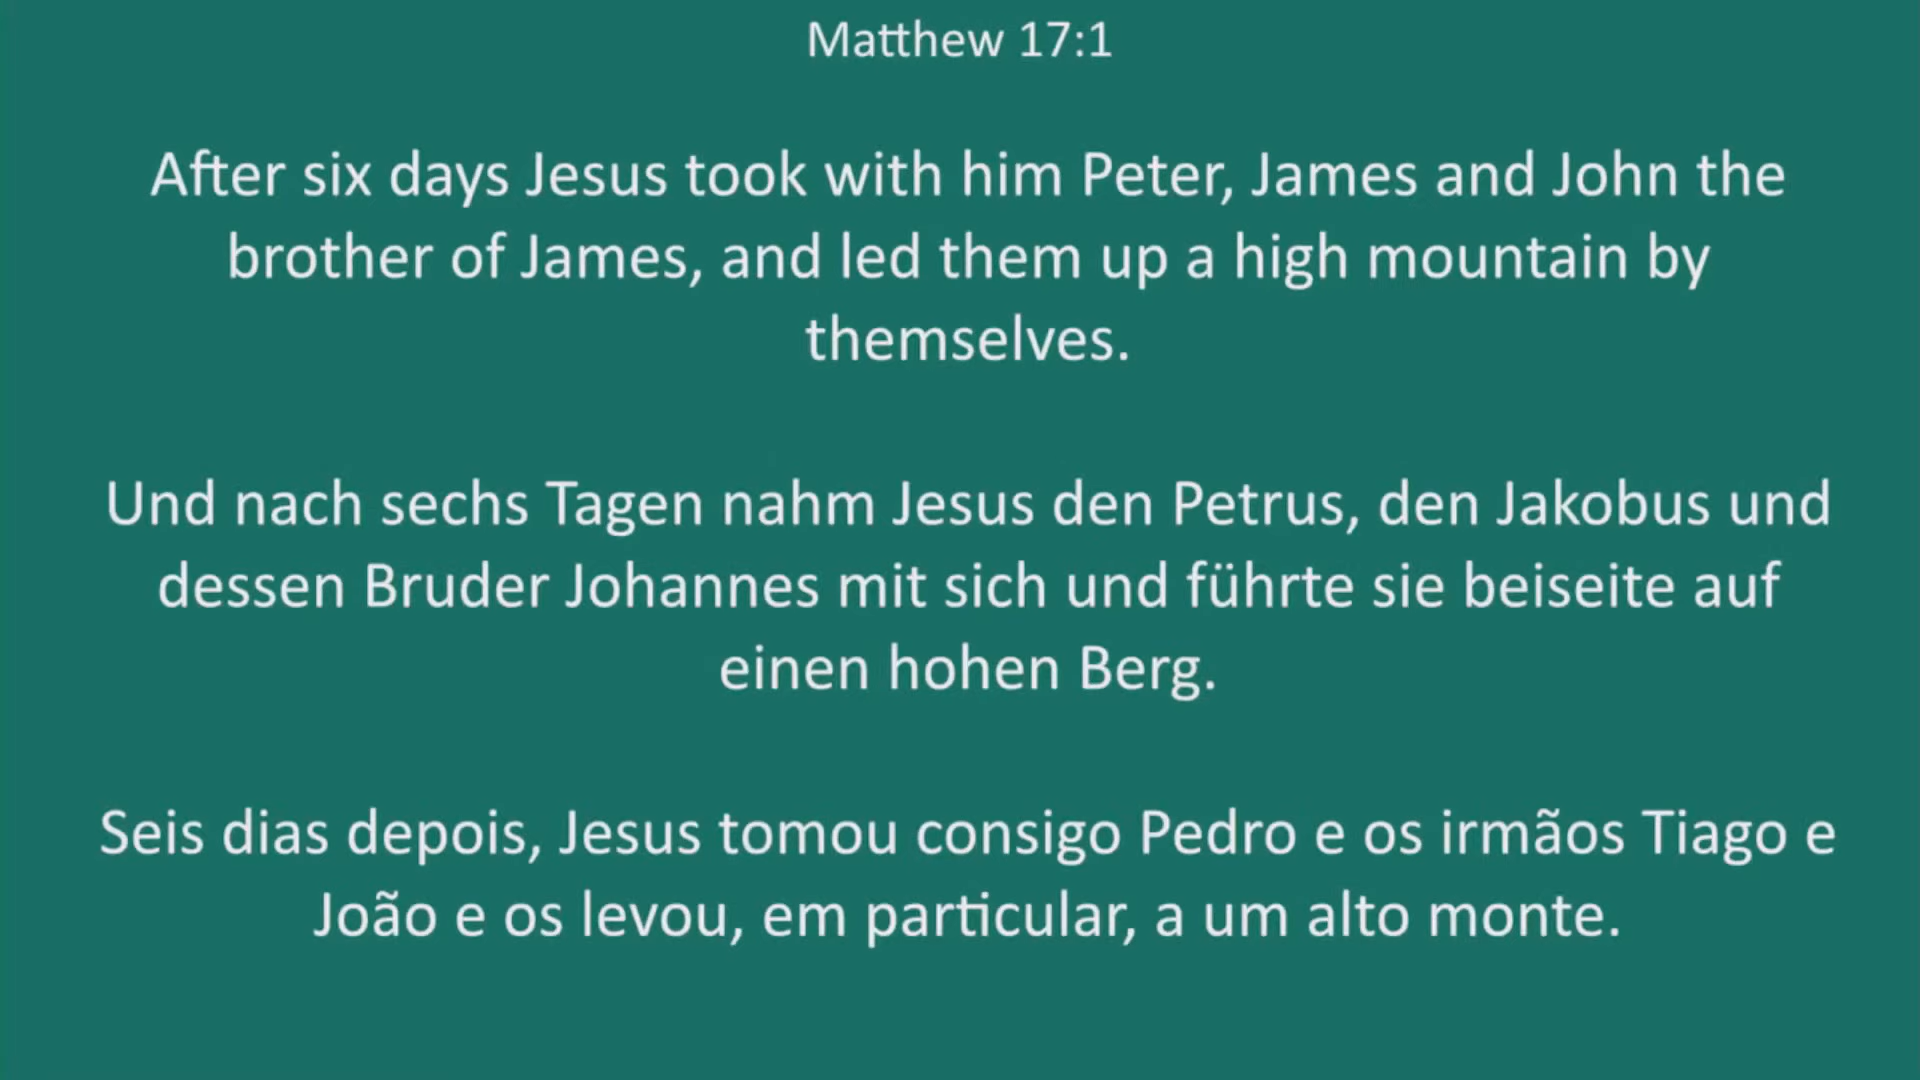 Matthew 17:1
After six days Jesus took with him Peter, James and John the
brother of James, and led them up a high mountain by
themselves.
Und nach sechs Tagen nahm Jesus den Petrus, den Jakobus und
dessen Bruder Johannes mit sich und führte sie beiseite auf
einen hohen Berg.
Seis dias depois, Jesus tomou consigo Pedro e os irmãos Tiago e
João e os levou, em particular, a um alto monte.